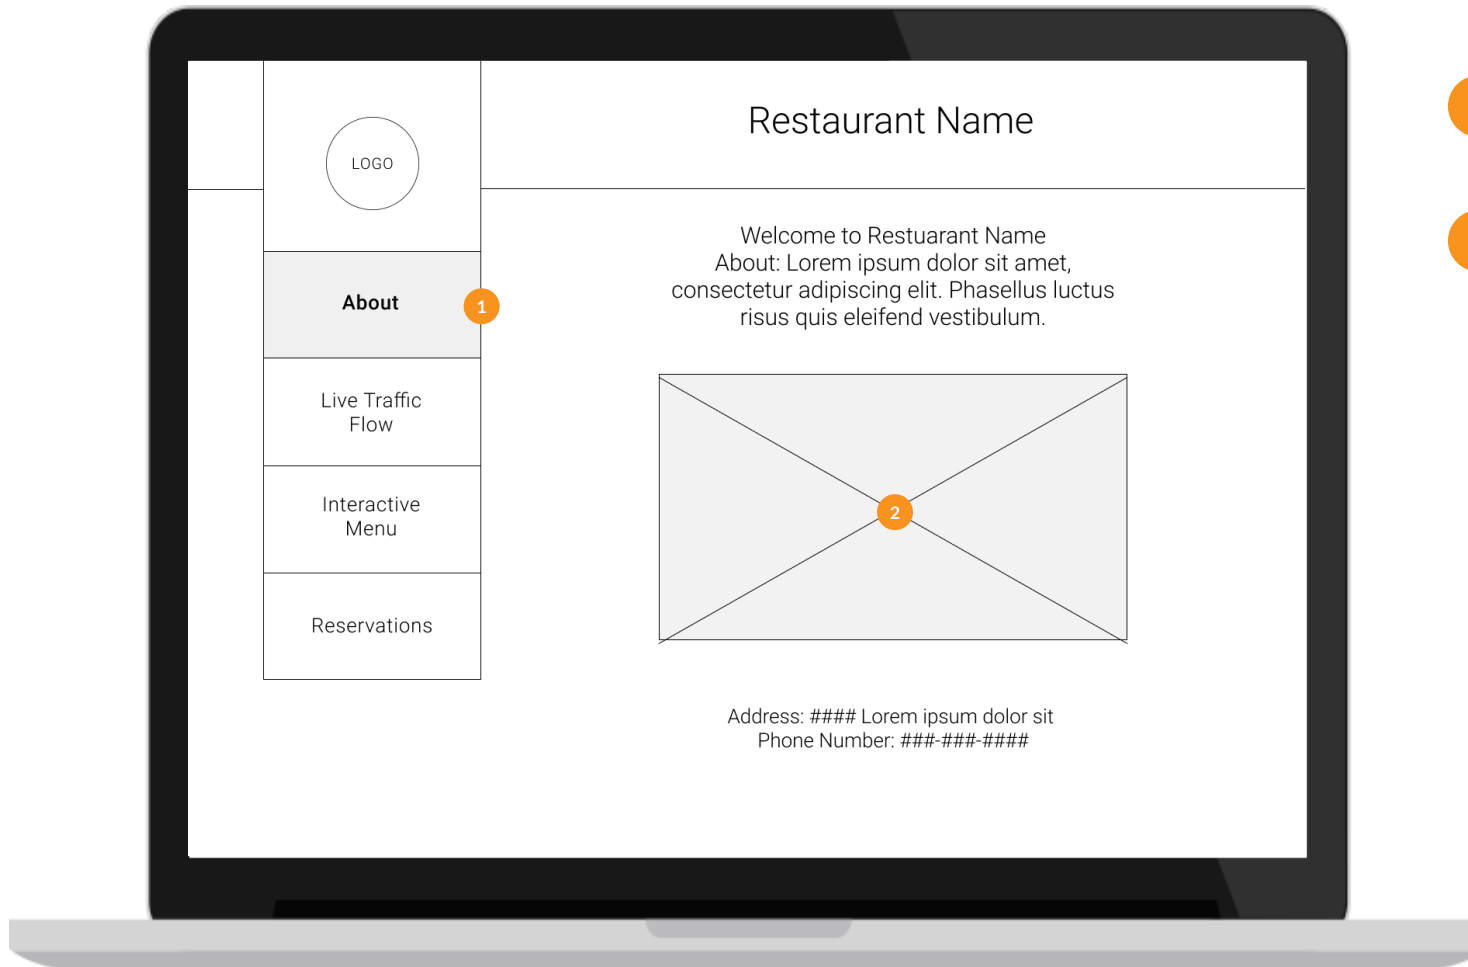 LOGO
Restaurant Name
About
1
Live Traffic
Flow
Interactive
Menu
Reservations
Welcome to Restuarant Name
About: Lorem ipsum dolor sit amet,
consectetur adipiscing elit. Phasellus luctus
risus quis eleifend vestibulum.
2
Address: #### Lorem ipsum dolor sit
Phone Number: ###-###-####